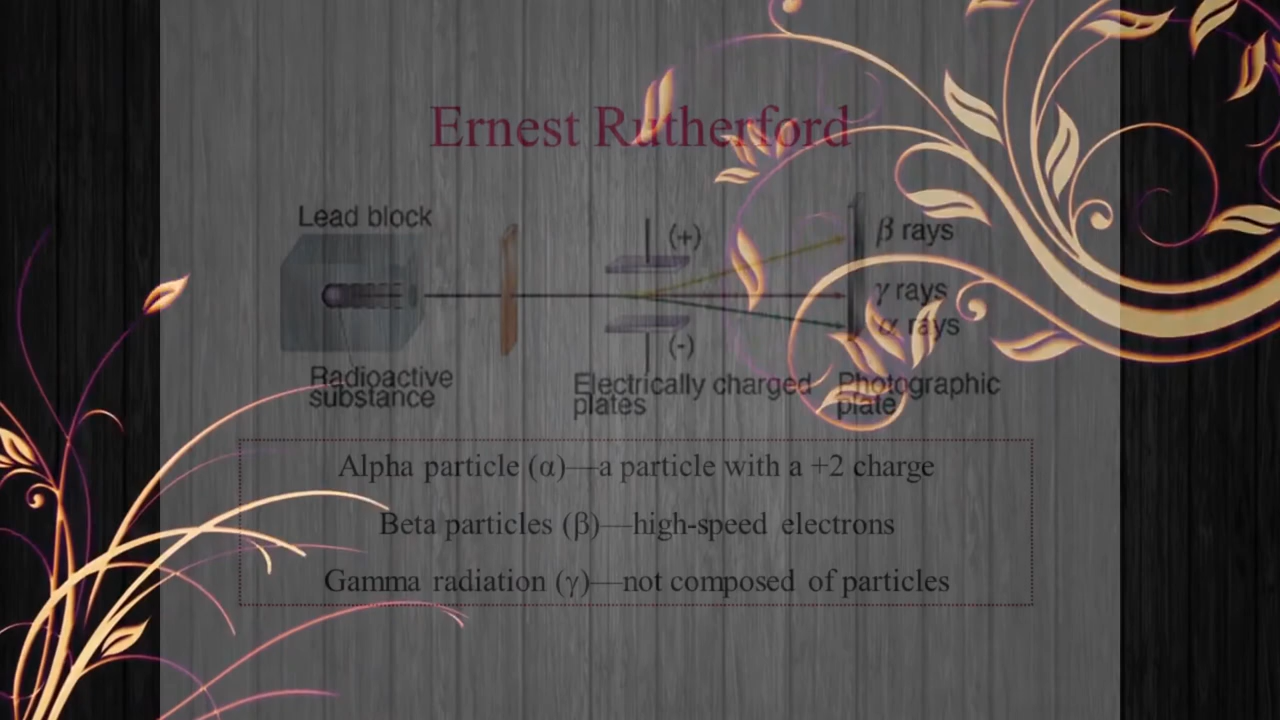 Ernest Rutherford
Lead block
(+)
β rays
γ rays
α rays
(-)
Radioactive
substance
Electrically charged
plates
Photographic
plate
Alpha particle (α)—a particle with a +2 charge
Beta particles (β)—high-speed electrons
Gamma radiation (γ)—not composed of particles